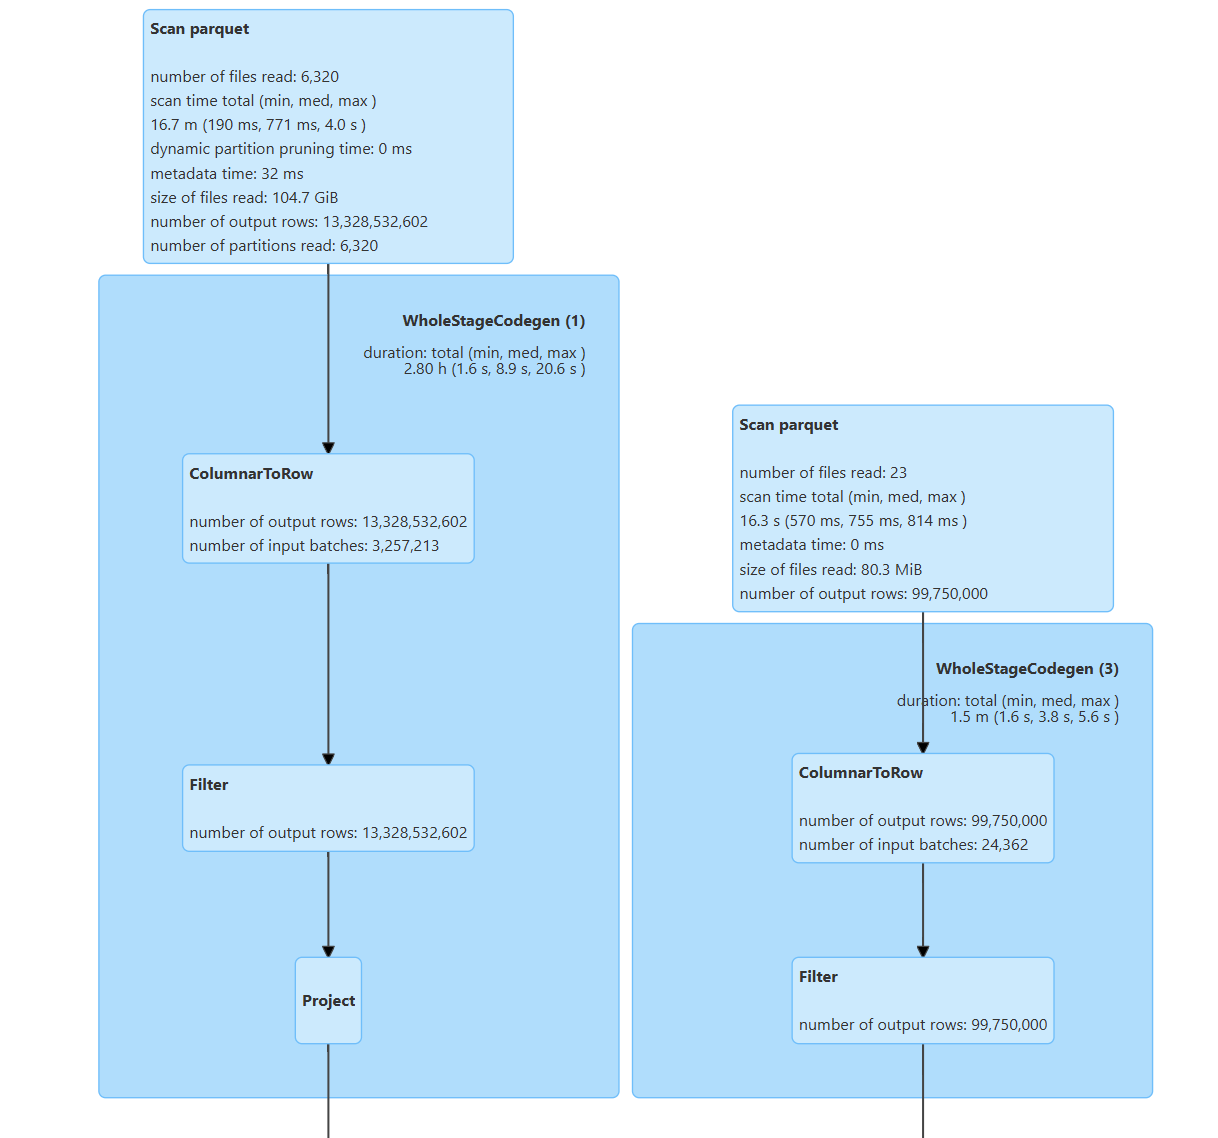 Scan parquet
number of files read: 6,320
scan time total (min, med, max )
16.7 m (190 ms, 771 ms, 4.0 s )
dynamic partition pruning time: 0 ms
metadata time: 32 ms
size of files read: 104.7 GiB
number of output rows: 13,328,532,602
number of partitions read: 6,320
WholeStageCodegen (1)
duration: total (min, med, max )
2.80 h (1.6 s, 8.9 s, 20.6 s )
ColumnarToRow
number of output rows: 13,328,532,602
number of input batches: 3,257,213
Filter
number of output rows: 13,328,532,602
Project
Scan parquet
number of files read: 23
scan time total (min, med, max )
16.3 s (570 ms, 755 ms, 814 ms )
metadata time: 0 ms
size of files read: 80.3 MiB
number of output rows: 99,750,000
WholeStageCodegen (3)
duration: total (min, med, max )
1.5 m (1.6 s, 3.8 s, 5.6 s )
ColumnarToRow
number of output rows: 99,750,000
number of input batches: 24,362
Filter
number of output rows: 99,750,000